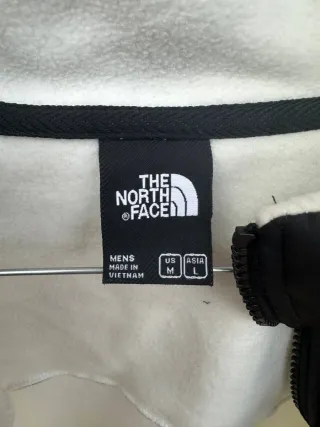 THE
NORTH
®FACE
MENS
MADE IN
VIETNAM
US
M
ASIA
L